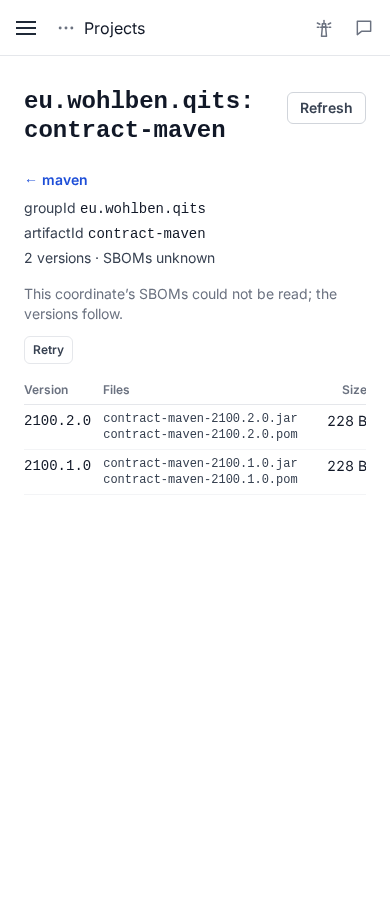 Projects
eu.wohlben.qits:
contract-maven
Refresh
← maven
groupId eu.wohlben.qits
artifactId contract-maven
2 versions · SBOMs unknown
This coordinate's SBOMs could not be read; the
versions follow.
Retry
Version Files Size
2100.2.0 contract-maven-2100.2.0.jar 228 B
contract-maven-2100.2.0.pom
2100.1.0 contract-maven-2100.1.0.jar 228 B
contract-maven-2100.1.0.pom